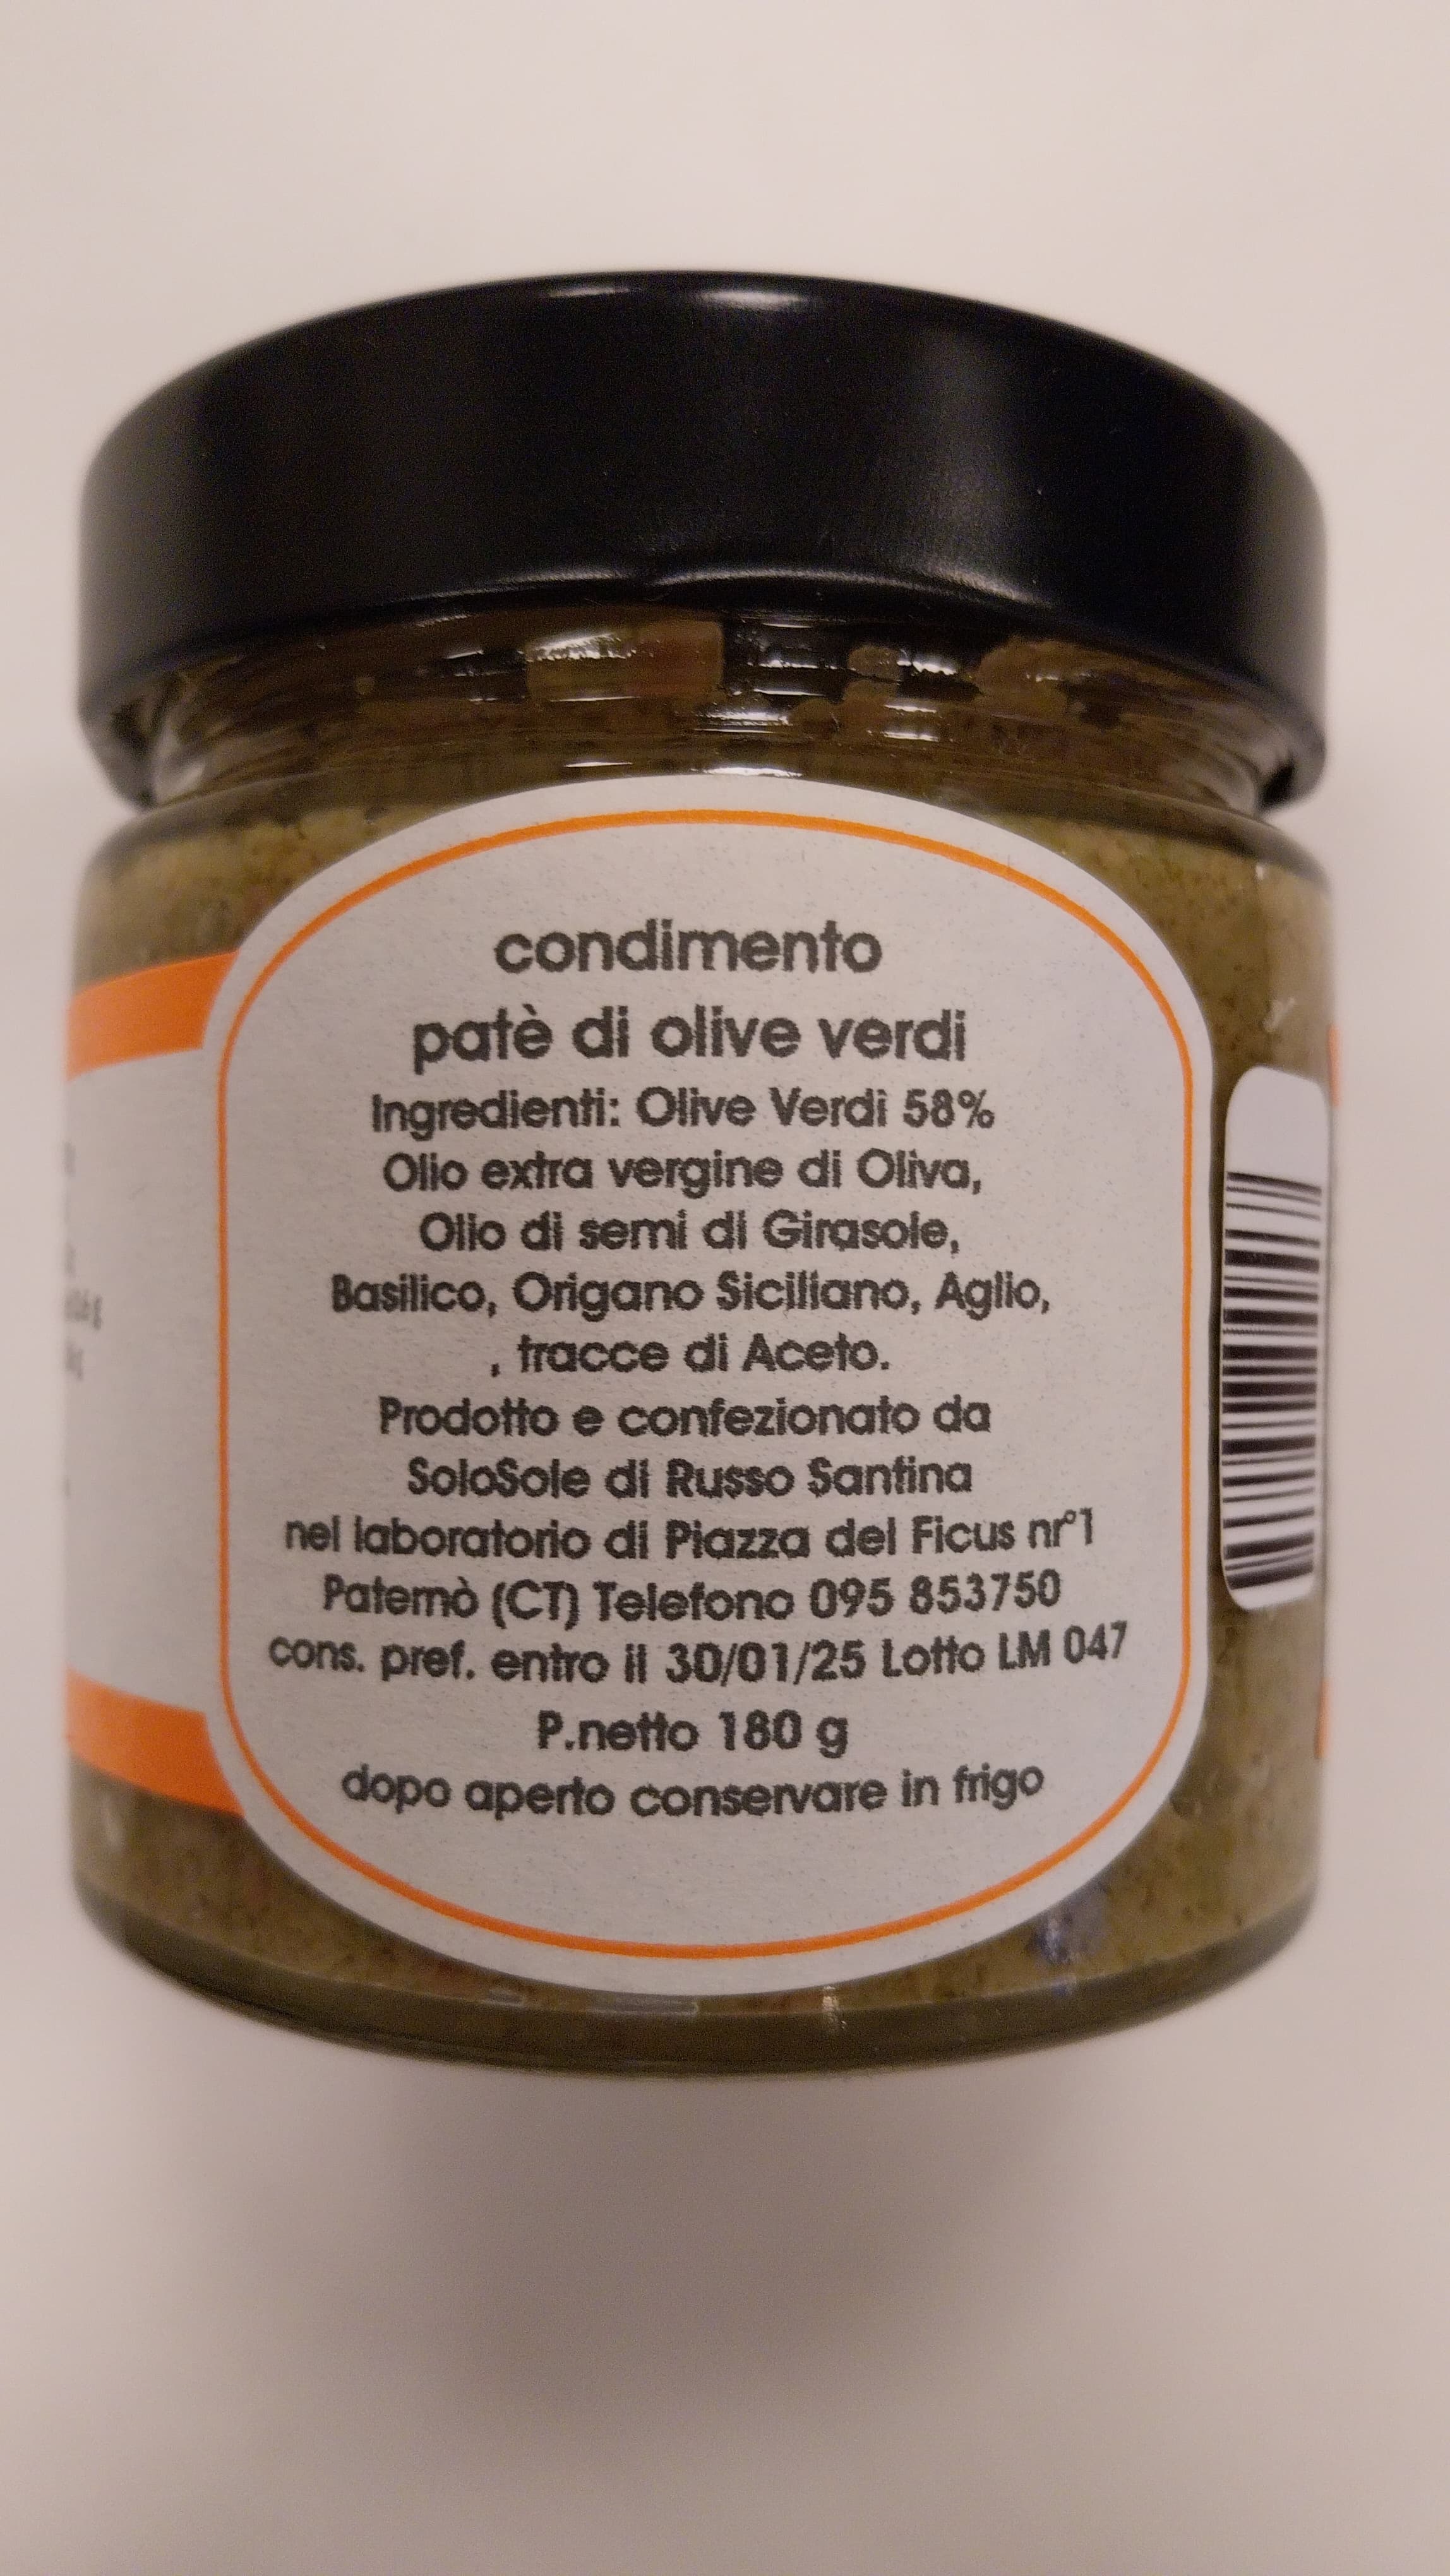 condimento
patè di olive verdi
Ingredienti: Olive Verdi 58%
Olio extra vergine di Oliva,
Olio di semi di Girasole,
Basilico, Origano Siciliano, Aglio,
, tracce di Aceto.
Prodotto e confezionato da
SoloSole di Russo Santina
nel laboratorio di Piazza del Ficus nr°1
Paternò (CT) Telefono 095 853750
cons. pref. entro il 30/01/25 Lotto LM 047
P.netto 180 g
dopo aperto conservare in frigo